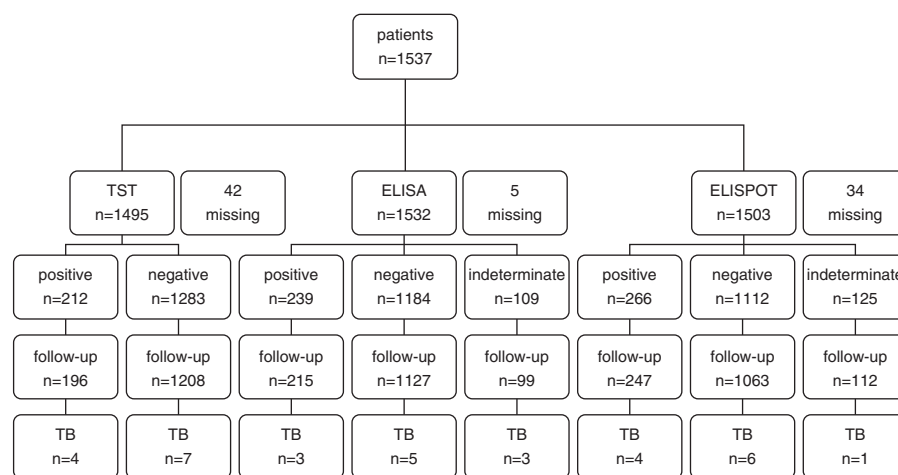 patients
n=1537
TST
n=1495
42
missing
ELISA
n=1532
5
missing
ELISPOT
n=1503
34
missing
positive
n=212
negative
n=1283
positive
n=239
negative
n=1184
indeterminate
n=109
positive
n=266
negative
n=1112
indeterminate
n=125
follow-up
n=196
follow-up
n=1208
follow-up
n=215
follow-up
n=1127
follow-up
n=99
follow-up
n=247
follow-up
n=1063
follow-up
n=112
TB
n=4
TB
n=7
TB
n=3
TB
n=5
TB
n=3
TB
n=4
TB
n=6
TB
n=1